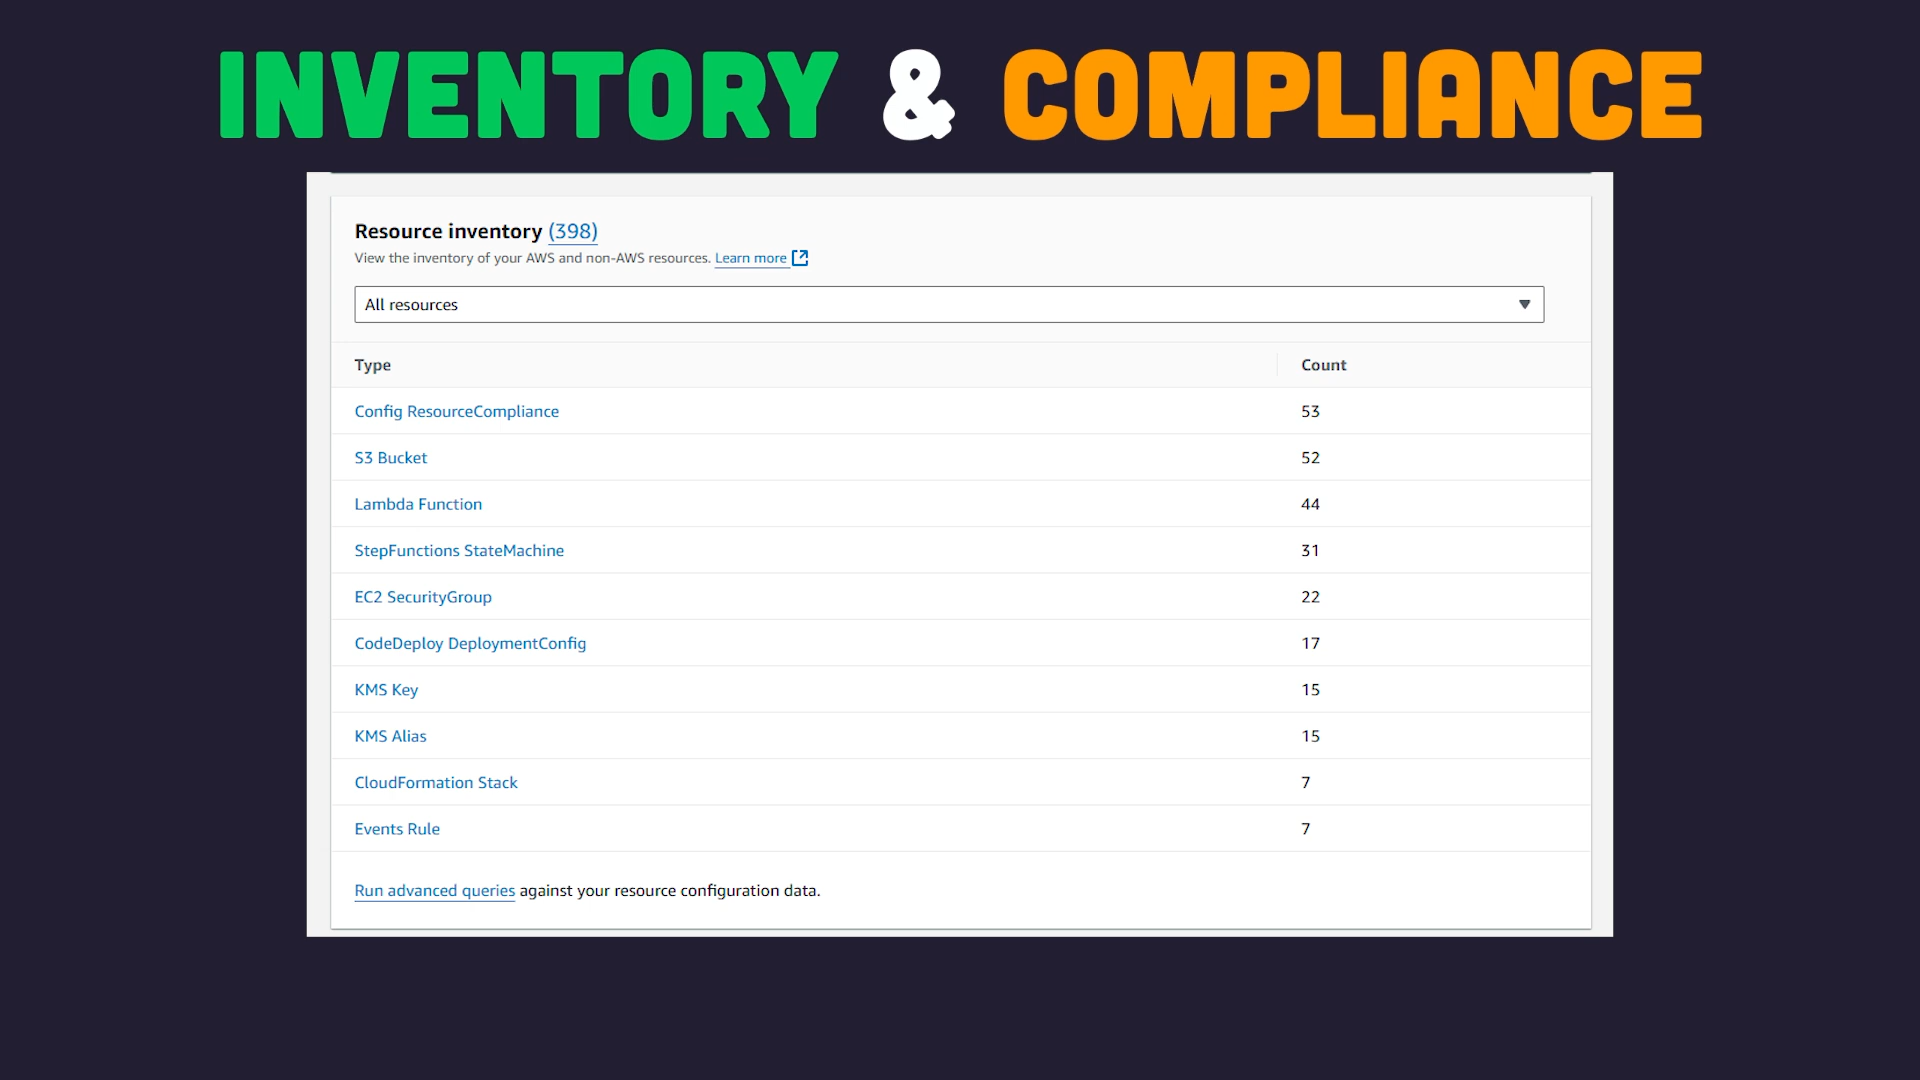 INVENTORY & COMPLIANCE
Resource inventory (398)
View the inventory of your AWS and non-AWS resources. Learn more
All resources
Type Count
Config ResourceCompliance 53
S3 Bucket 52
Lambda Function 44
StepFunctions StateMachine 31
EC2 SecurityGroup 22
CodeDeploy DeploymentConfig 17
KMS Key 15
KMS Alias 15
CloudFormation Stack 7
Events Rule 7
Run advanced queries against your resource configuration data.